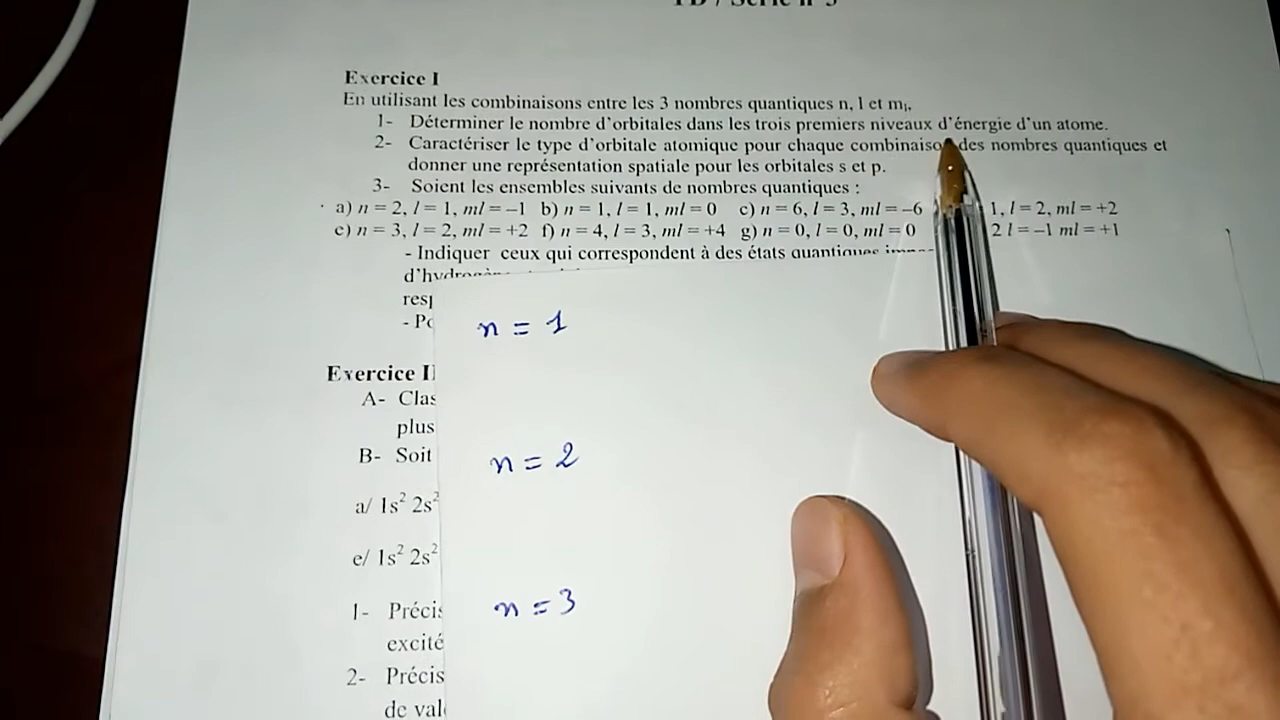 TD / Série n°3
Exercice I
En utilisant les combinaisons entre les 3 nombres quantiques n, l et mₗ,
1- Déterminer le nombre d'orbitales dans les trois premiers niveaux d'énergie d'un atome.
2- Caractériser le type d'orbitale atomique pour chaque combinaiso des nombres quantiques et
donner une représentation spatiale pour les orbitales s et p.
3- Soient les ensembles suivants de nombres quantiques :
a) n = 2, l = 1, ml = −1 b) n = 1, l = 1, ml = 0 c) n = 6, l = 3, ml = −6 1, l = 2, ml = +2
e) n = 3, l = 2, ml = +2 f) n = 4, l = 3, ml = +4 g) n = 0, l = 0, ml = 0 2 l = −1 ml = +1
- Indiquer ceux qui correspondent à des états quantiques
n = 1
Exercice II
A- Clas
plus
B- Soit
n = 2
a/ 1s² 2s²
e/ 1s² 2s²
n = 3
1- Précis
excité
2- Précis
de val